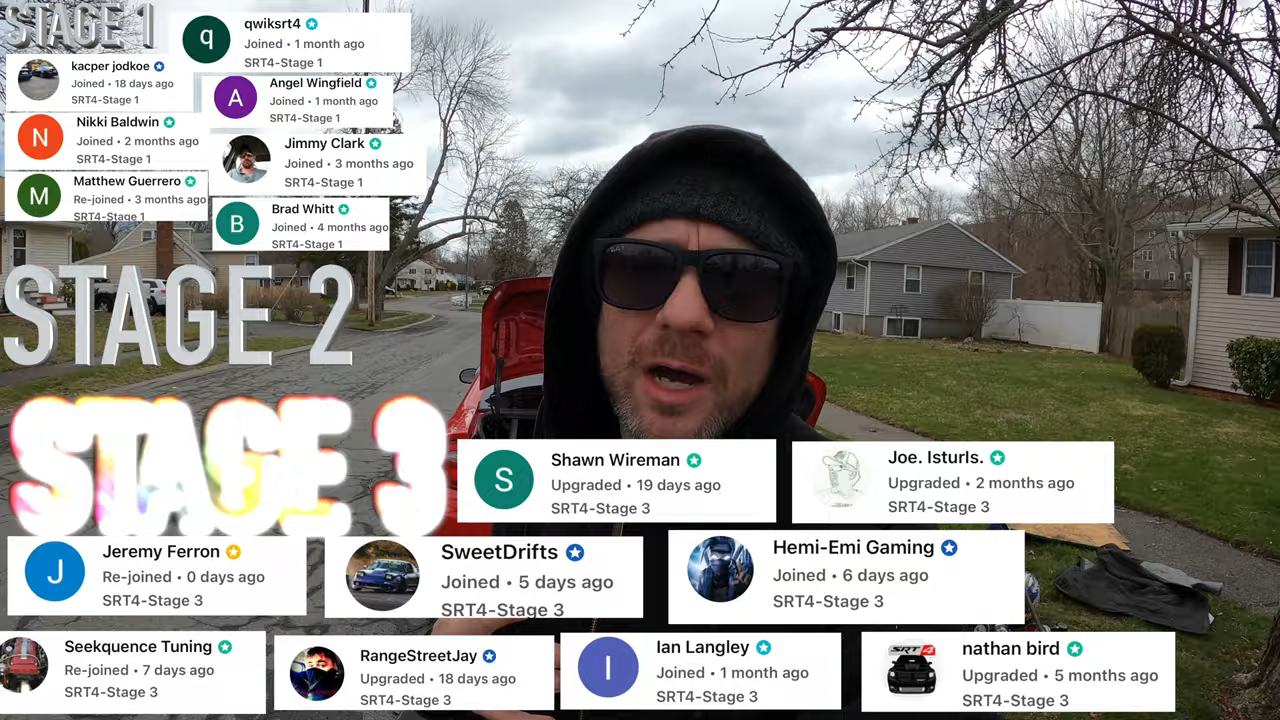 STAGE 1
q
qwiksrt4
Joined • 1 month ago
SRT4-Stage 1
kacper jodkoe
Joined • 18 days ago
SRT4-Stage 1
A
Angel Wingfield
Joined • 1 month ago
SRT4-Stage 1
N
Nikki Baldwin
Joined • 2 months ago
SRT4-Stage 1
Jimmy Clark
Joined • 3 months ago
SRT4-Stage 1
M
Matthew Guerrero
Re-joined • 3 months ago
SRT4-Stage 1
B
Brad Whitt
Joined • 4 months ago
SRT4-Stage 1
STAGE 2
STAGE 3
S
Shawn Wireman
Upgraded • 19 days ago
SRT4-Stage 3
Joe. Isturls.
Upgraded • 2 months ago
SRT4-Stage 3
J
Jeremy Ferron
Re-joined • 0 days ago
SRT4-Stage 3
SweetDrifts
Joined • 5 days ago
SRT4-Stage 3
Hemi-Emi Gaming
Joined • 6 days ago
SRT4-Stage 3
Seekquence Tuning
Re-joined • 7 days ago
SRT4-Stage 3
RangeStreetJay
Upgraded • 18 days ago
SRT4-Stage 3
I
Ian Langley
Joined • 1 month ago
SRT4-Stage 3
SRT 4
nathan bird
Upgraded • 5 months ago
SRT4-Stage 3